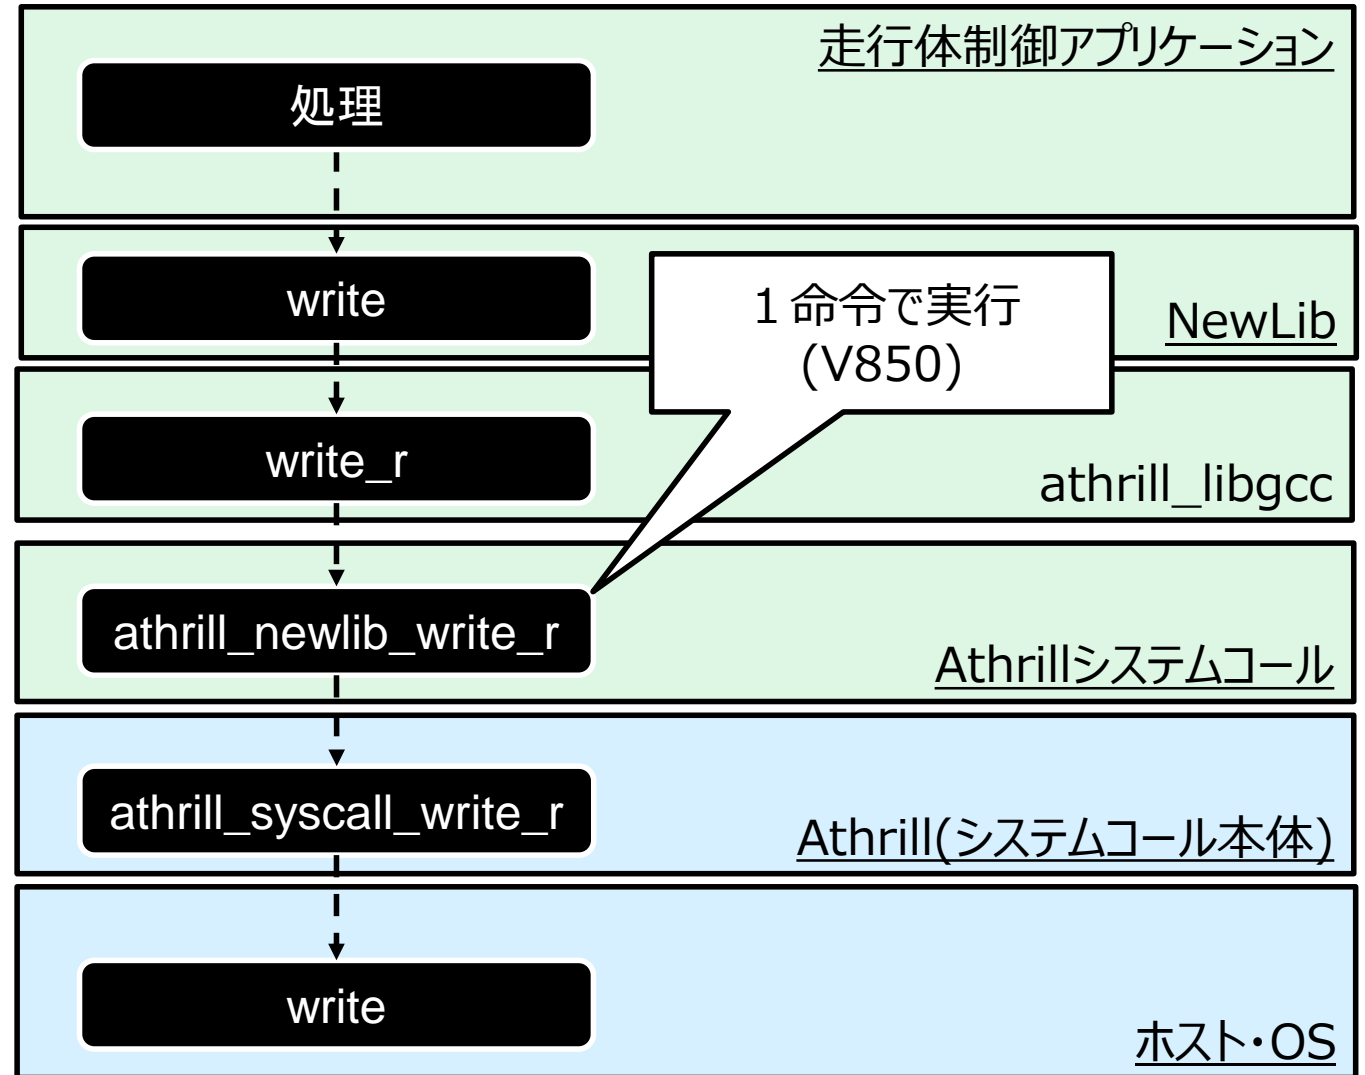 走行体制御アプリケーション
処理
write
1命令で実行
(V850)
NewLib
write_r
athrill_libgcc
athrill_newlib_write_r
Athrillシステムコール
athrill_syscall_write_r
Athrill(システムコール本体)
write
ホスト・OS